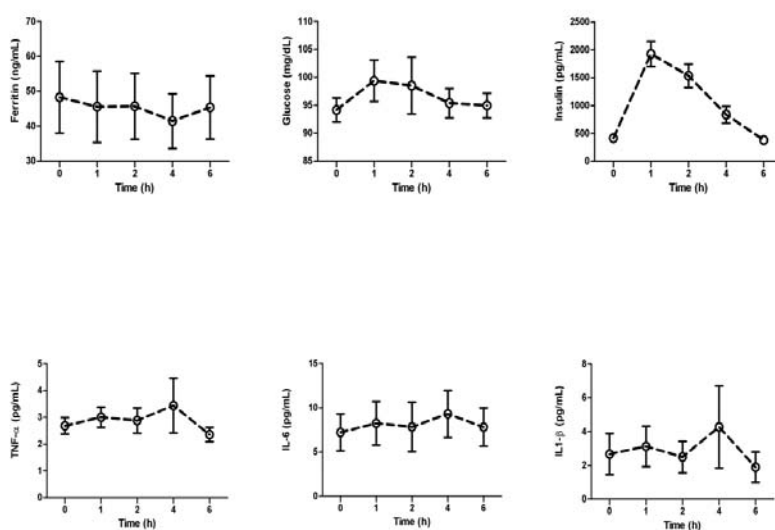 Ferritin (ng/mL)
70
60
50
40
30
0 1 2 4 6
Time (h)
Glucose (mg/dL)
110
105
100
95
90
85
0 1 2 4 6
Time (h)
Insulin (pg/mL)
2500
2000
1500
1000
500
0
0 1 2 4 6
Time (h)
TNF-α (pg/mL)
5
4
3
2
1
0
0 1 2 4 6
Time (h)
IL-6 (pg/mL)
15
10
5
0
0 1 2 4 6
Time (h)
IL1-β (pg/mL)
8
6
4
2
0
0 1 2 4 6
Time (h)